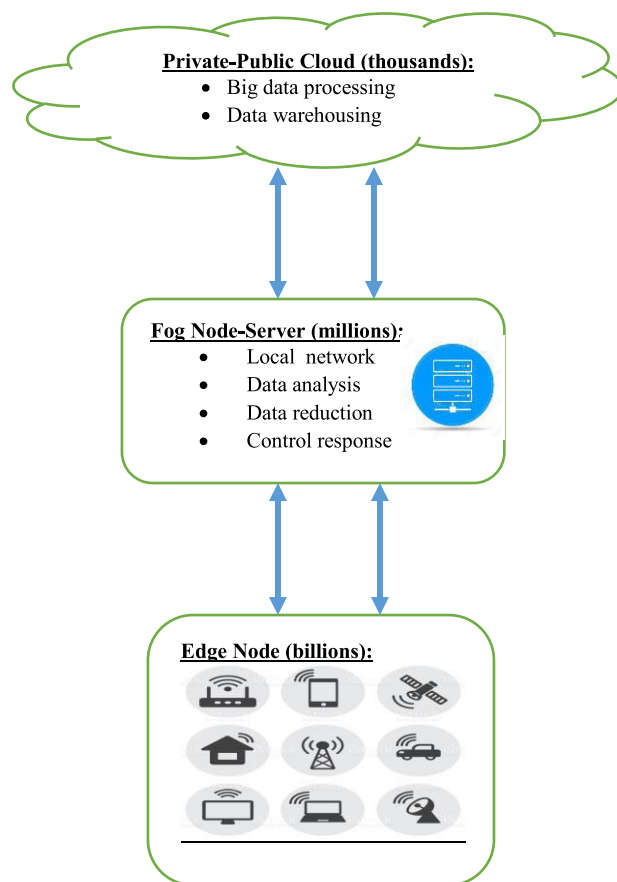 Private-Public Cloud (thousands):
• Big data processing
• Data warehousing
Fog Node-Server (millions):
• Local network
• Data analysis
• Data reduction
• Control response
Edge Node (billions):